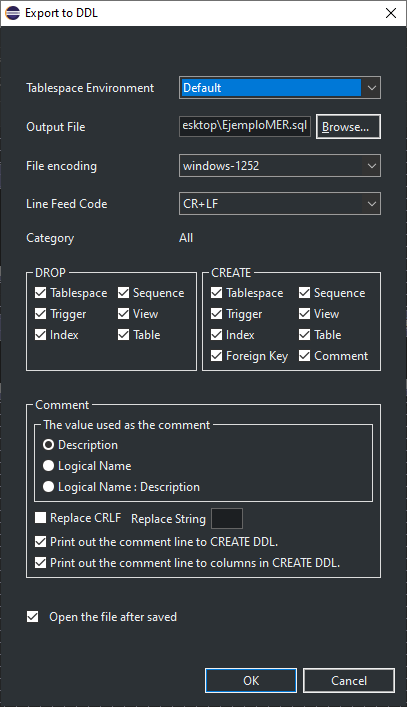 Export to DDL
Tablespace Environment Default
Output File esktop\EjemploMER.sql Browse...
File encoding windows-1252
Line Feed Code CR+LF
Category All
DROP
Tablespace Sequence
Trigger View
Index Table
CREATE
Tablespace Sequence
Trigger View
Index Table
Foreign Key Comment
Comment
The value used as the comment
Description
Logical Name
Logical Name : Description
Replace CRLF Replace String
Print out the comment line to CREATE DDL.
Print out the comment line to columns in CREATE DDL.
Open the file after saved
OK Cancel